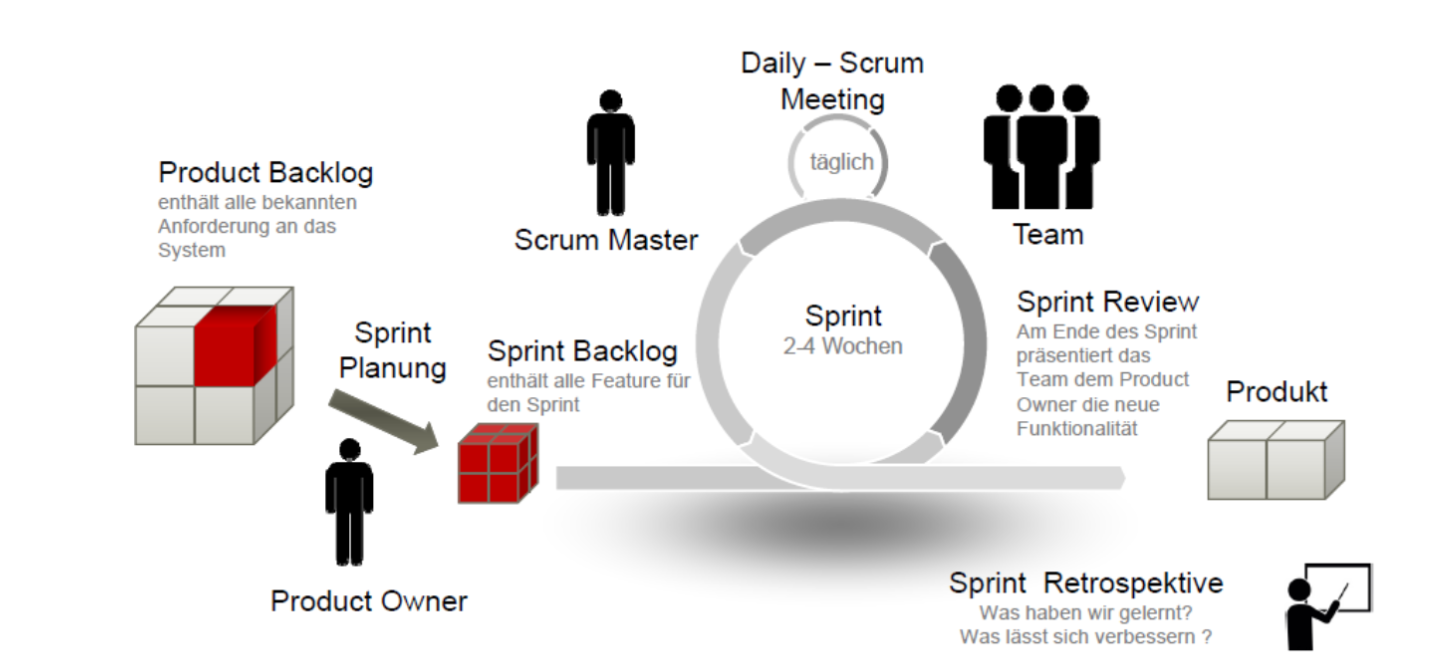 Daily – Scrum
Meeting
täglich
Product Backlog
enthält alle bekannten
Anforderung an das
System
Scrum Master
Team
Sprint
Planung
Sprint Backlog
enthält alle Feature für
den Sprint
Sprint
2-4 Wochen
Sprint Review
Am Ende des Sprint
präsentiert das
Team dem Product
Owner die neue
Funktionalität
Produkt
Product Owner
Sprint Retrospektive
Was haben wir gelernt?
Was lässt sich verbessern ?